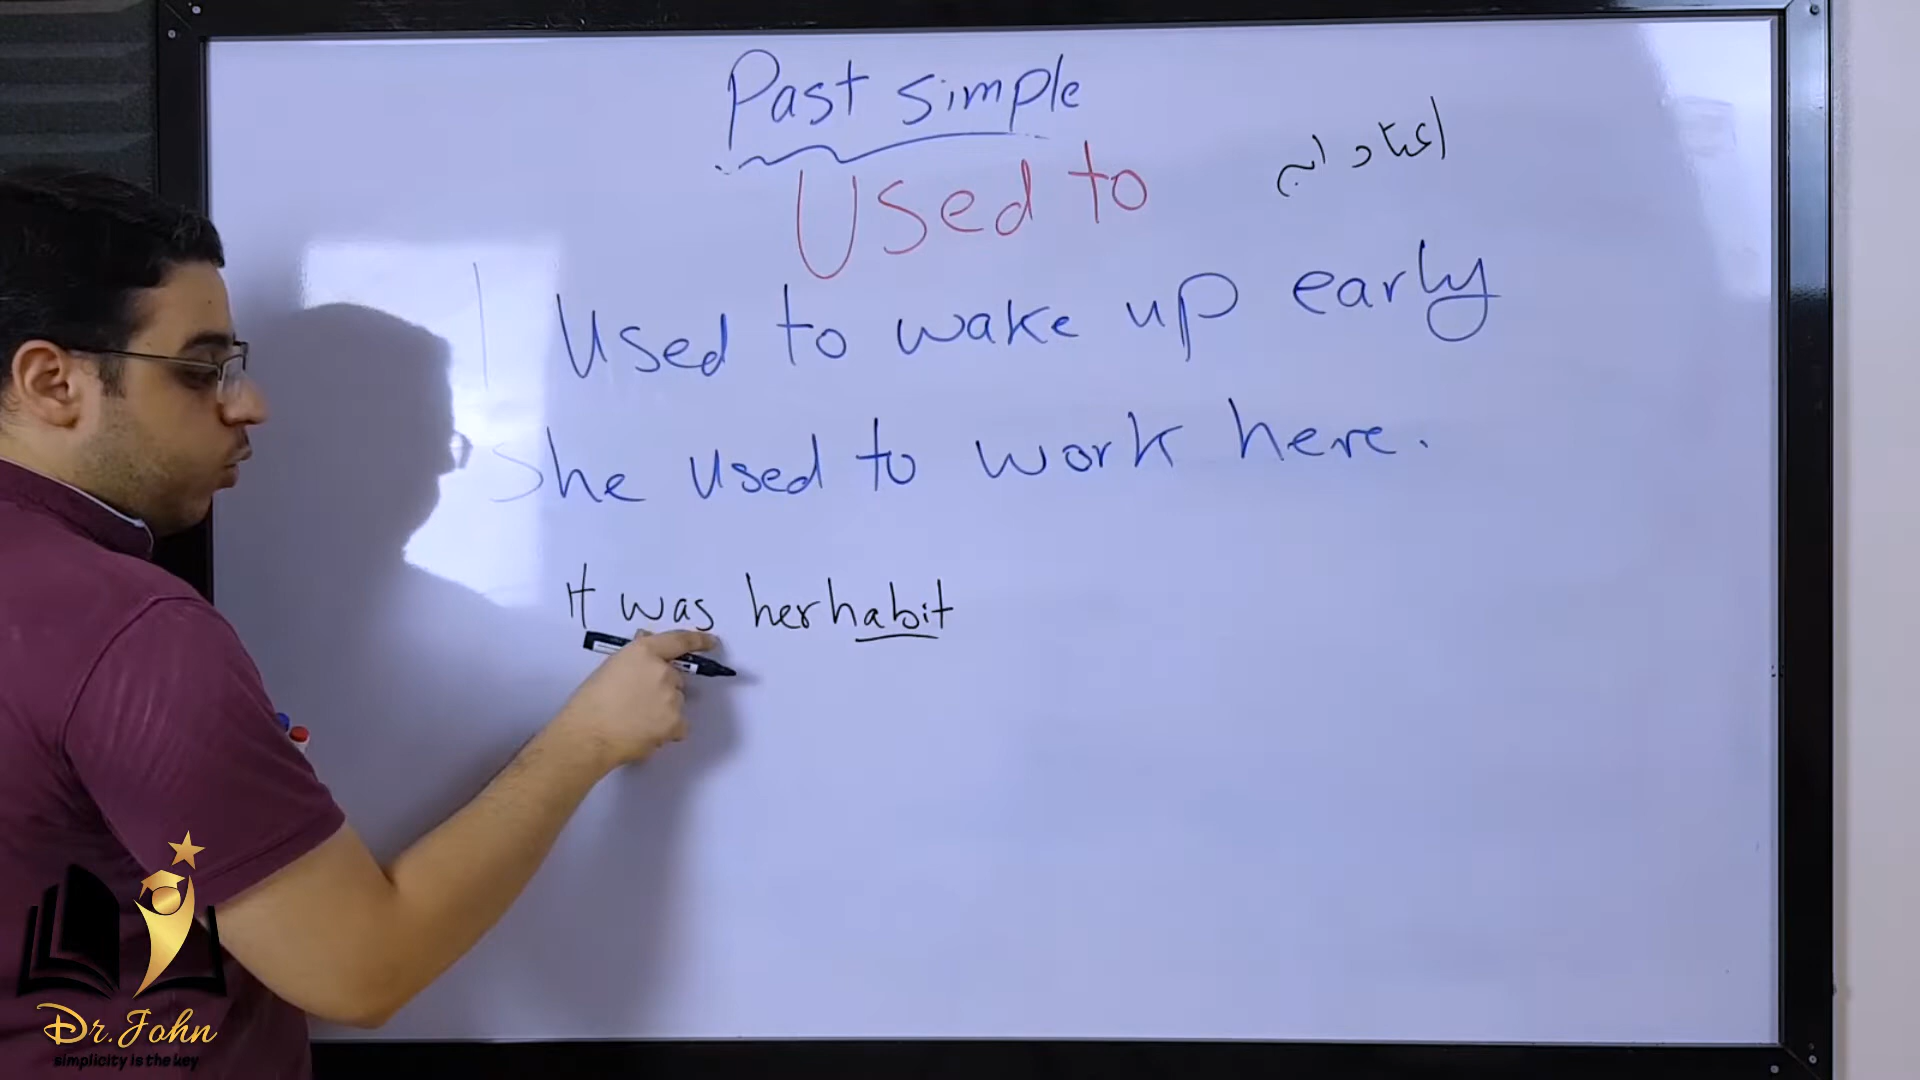 Past simple
Used to
اعتاد ان
I Used to wake up early
She used to work here.
It was her habit
Dr. John
simplicity is the key